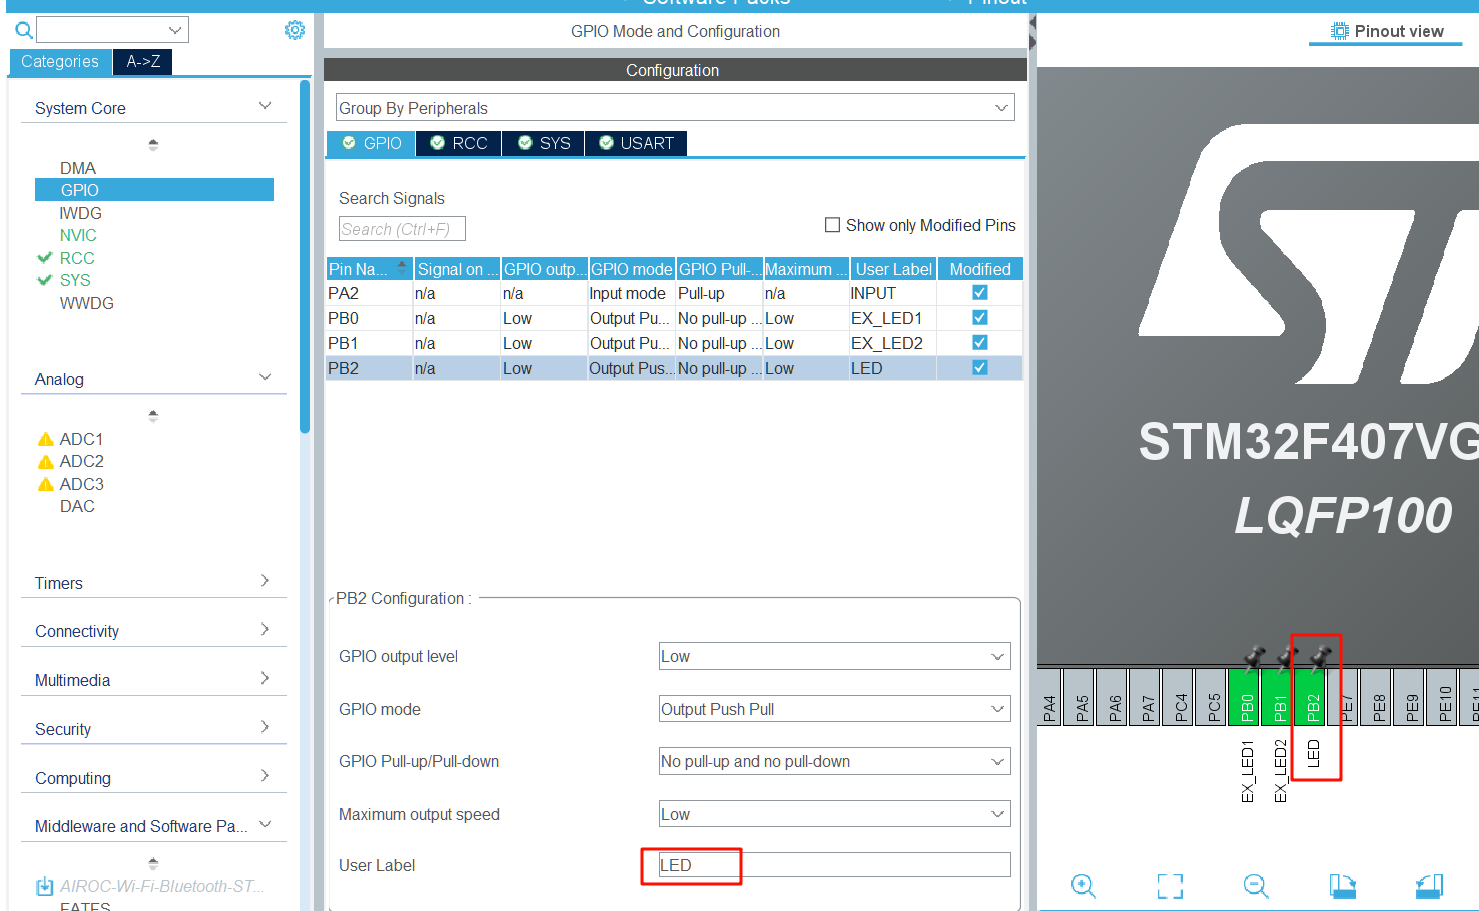 Software Packs
Pinout
GPIO Mode and Configuration
Pinout view
Categories
A->Z
Configuration
System Core
Group By Peripherals
GPIO
RCC
SYS
USART
DMA
GPIO
IWDG
NVIC
RCC
SYS
WWDG
Search Signals
Search (Ctrl+F)
Show only Modified Pins
Pin Na... Signal on ... GPIO outp... GPIO mode GPIO Pull-... Maximum ... User Label Modified
PA2 n/a n/a Input mode Pull-up n/a INPUT
PB0 n/a Low Output Pu... No pull-up ... Low EX_LED1
PB1 n/a Low Output Pu... No pull-up ... Low EX_LED2
PB2 n/a Low Output Pus... No pull-up ... Low LED
Analog
ADC1
ADC2
ADC3
DAC
Timers
Connectivity
Multimedia
Security
Computing
Middleware and Software Pa...
AIROC-Wi-Fi-Bluetooth-ST...
FATFS
PB2 Configuration :
GPIO output level Low
GPIO mode Output Push Pull
GPIO Pull-up/Pull-down No pull-up and no pull-down
Maximum output speed Low
User Label LED
ST
STM32F407VG
LQFP100
PA4
PA5
PA6
PA7
PC4
PC5
PB0
PB1
PB2
PE7
PE8
PE9
PE10
PE11
EX_LED1
EX_LED2
LED